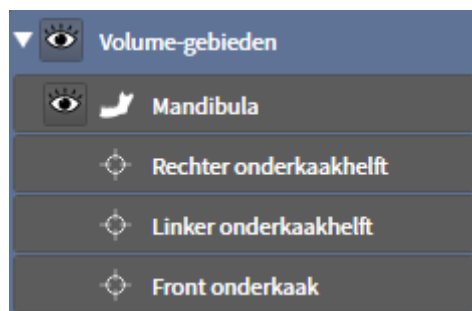 Volume-gebieden
Mandibula
Rechter onderkaakhelft
Linker onderkaakhelft
Front onderkaak